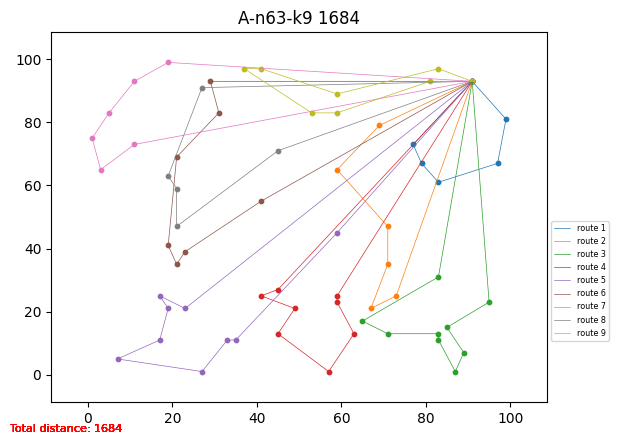 A-n63-k9 1684
100
80
60
40
20
0
0 20 40 60 80 100
route 1
route 2
route 3
route 4
route 5
route 6
route 7
route 8
route 9
Total distance: 1684